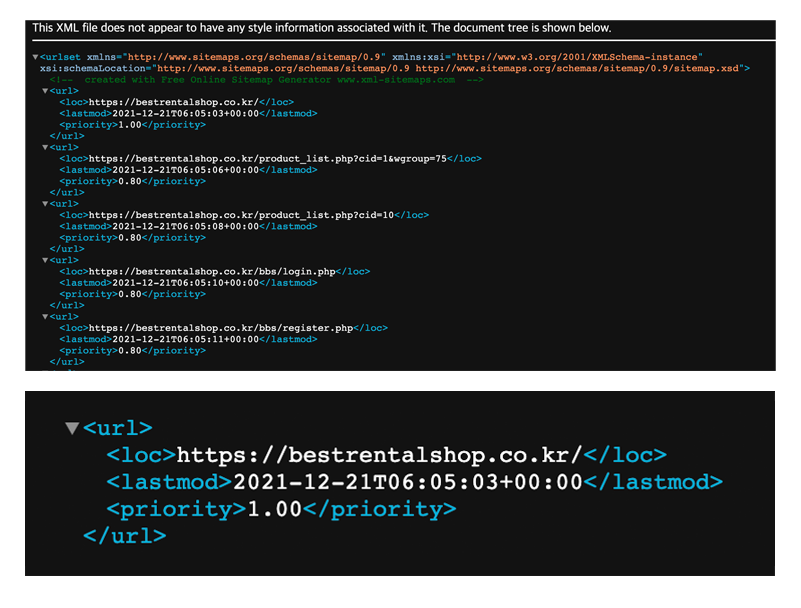 This XML file does not appear to have any style information associated with it. The document tree is shown below.
▼<urlset xmlns="http://www.sitemaps.org/schemas/sitemap/0.9" xmlns:xsi="http://www.w3.org/2001/XMLSchema-instance"
xsi:schemaLocation="http://www.sitemaps.org/schemas/sitemap/0.9 http://www.sitemaps.org/schemas/sitemap/0.9/sitemap.xsd">
<!-- created with Free Online Sitemap Generator www.xml-sitemaps.com -->
▼<url>
<loc>https://bestrentalshop.co.kr/</loc>
<lastmod>2021-12-21T06:05:03+00:00</lastmod>
<priority>1.00</priority>
</url>
▼<url>
<loc>https://bestrentalshop.co.kr/product_list.php?cid=1&wgroup=75</loc>
<lastmod>2021-12-21T06:05:06+00:00</lastmod>
<priority>0.80</priority>
</url>
▼<url>
<loc>https://bestrentalshop.co.kr/product_list.php?cid=10</loc>
<lastmod>2021-12-21T06:05:08+00:00</lastmod>
<priority>0.80</priority>
</url>
▼<url>
<loc>https://bestrentalshop.co.kr/bbs/login.php</loc>
<lastmod>2021-12-21T06:05:10+00:00</lastmod>
<priority>0.80</priority>
</url>
▼<url>
<loc>https://bestrentalshop.co.kr/bbs/register.php</loc>
<lastmod>2021-12-21T06:05:11+00:00</lastmod>
<priority>0.80</priority>
</url>
▼<url>
<loc>https://bestrentalshop.co.kr/</loc>
<lastmod>2021-12-21T06:05:03+00:00</lastmod>
<priority>1.00</priority>
</url>